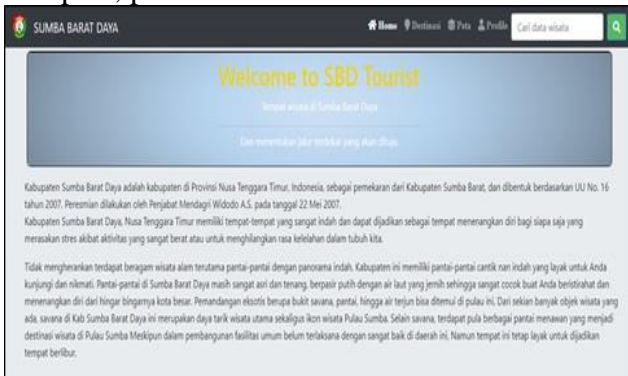 SUMBA BARAT DAYA
Home Destinasi Peta Profile Cari data wisata
Welcome to SBD Tourist
Tempat wisata di Sumba Barat Daya
Dan menentukan jalur terdekat yang akan dituju
Kabupaten Sumba Barat Daya adalah kabupaten di Provinsi Nusa Tenggara Timur, Indonesia, sebagai pemekaran dari Kabupaten Sumba Barat, dan dibentuk berdasarkan UU No. 16
tahun 2007. Peresmian dilakukan oleh Penjabat Mendagri Widodo A.S. pada tanggal 22 Mei 2007.
Kabupaten Sumba Barat Daya, Nusa Tenggara Timur memiliki tempat-tempat yang sangat indah dan dapat dijadikan sebagai tempat menenangkan diri bagi siapa saja yang
merasakan stres akibat aktivitas yang sangat berat atau untuk menghilangkan rasa kelelahan dalam tubuh kita.
Tidak mengherankan terdapat beragam wisata alam terutama pantai-pantai dengan panorama indah. Kabupaten ini memiliki pantai-pantai cantik nan indah yang layak untuk Anda
kunjungi dan nikmati. Pantai-pantai di Sumba Barat Daya masih sangat asri dan tenang, berpasir putih dengan air laut yang jernih sehingga sangat cocok buat Anda beristirahat dan
menenangkan diri dari hingar bingarnya kota besar. Pemandangan eksotis berupa bukit savana, pantai, hingga air terjun bisa ditemui di pulau ini. Dari sekian banyak objek wisata yang
ada, savana di Kab Sumba Barat Daya ini merupakan daya tarik wisata utama sekaligus ikon wisata Pulau Sumba. Selain savana, terdapat pula berbagai pantai menawan yang menjadi
destinasi wisata di Pulau Sumba Meskipun dalam pembangunan fasilitas umum belum terlaksana dengan sangat baik di daerah ini. Namun tempat ini tetap layak untuk dijadikan
tempat berlibur.